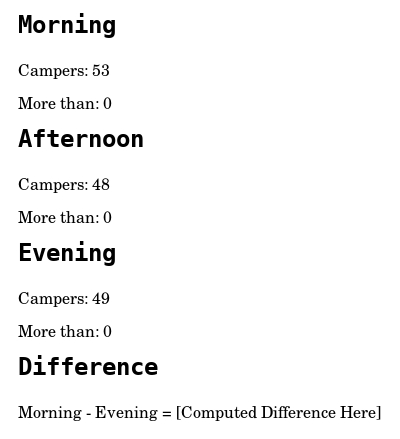 Morning
Campers: 53
More than: 0
Afternoon
Campers: 48
More than: 0
Evening
Campers: 49
More than: 0
Difference
Morning - Evening = [Computed Difference Here]